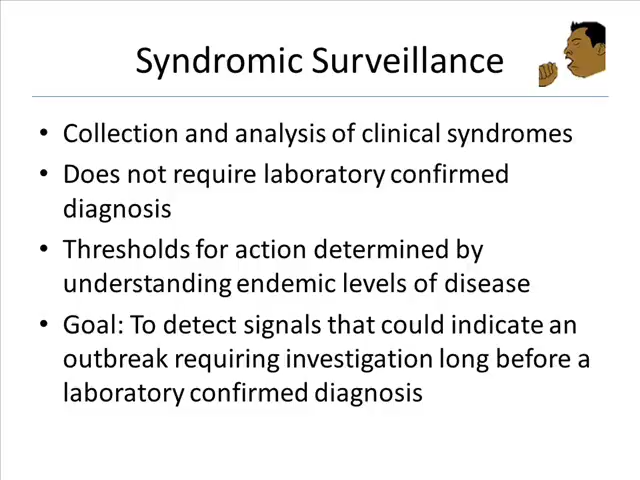 Syndromic Surveillance
• Collection and analysis of clinical syndromes
• Does not require laboratory confirmed
diagnosis
• Thresholds for action determined by
understanding endemic levels of disease
• Goal: To detect signals that could indicate an
outbreak requiring investigation long before a
laboratory confirmed diagnosis